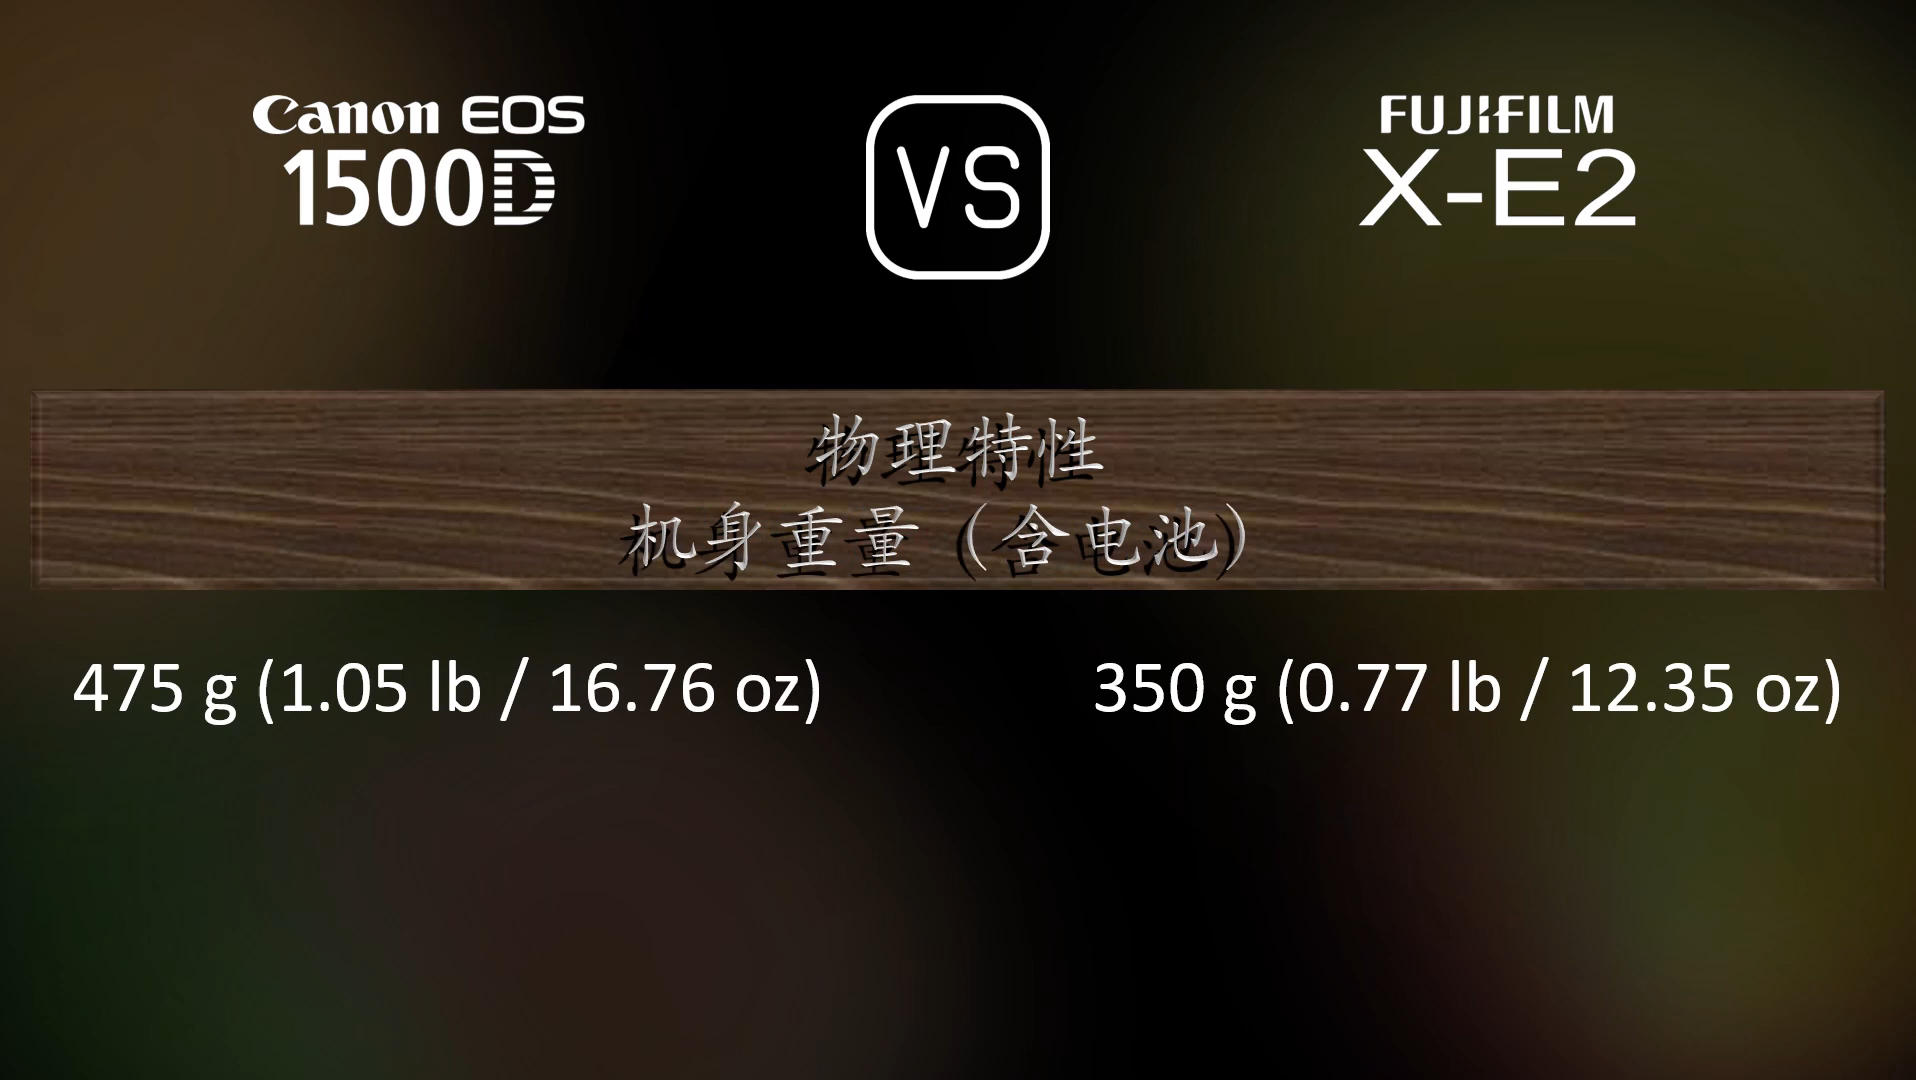 Canon EOS
1500D
VS
FUJIFILM
X-E2
物理特性
机身重量（含电池）
475 g (1.05 lb / 16.76 oz)
350 g (0.77 lb / 12.35 oz)